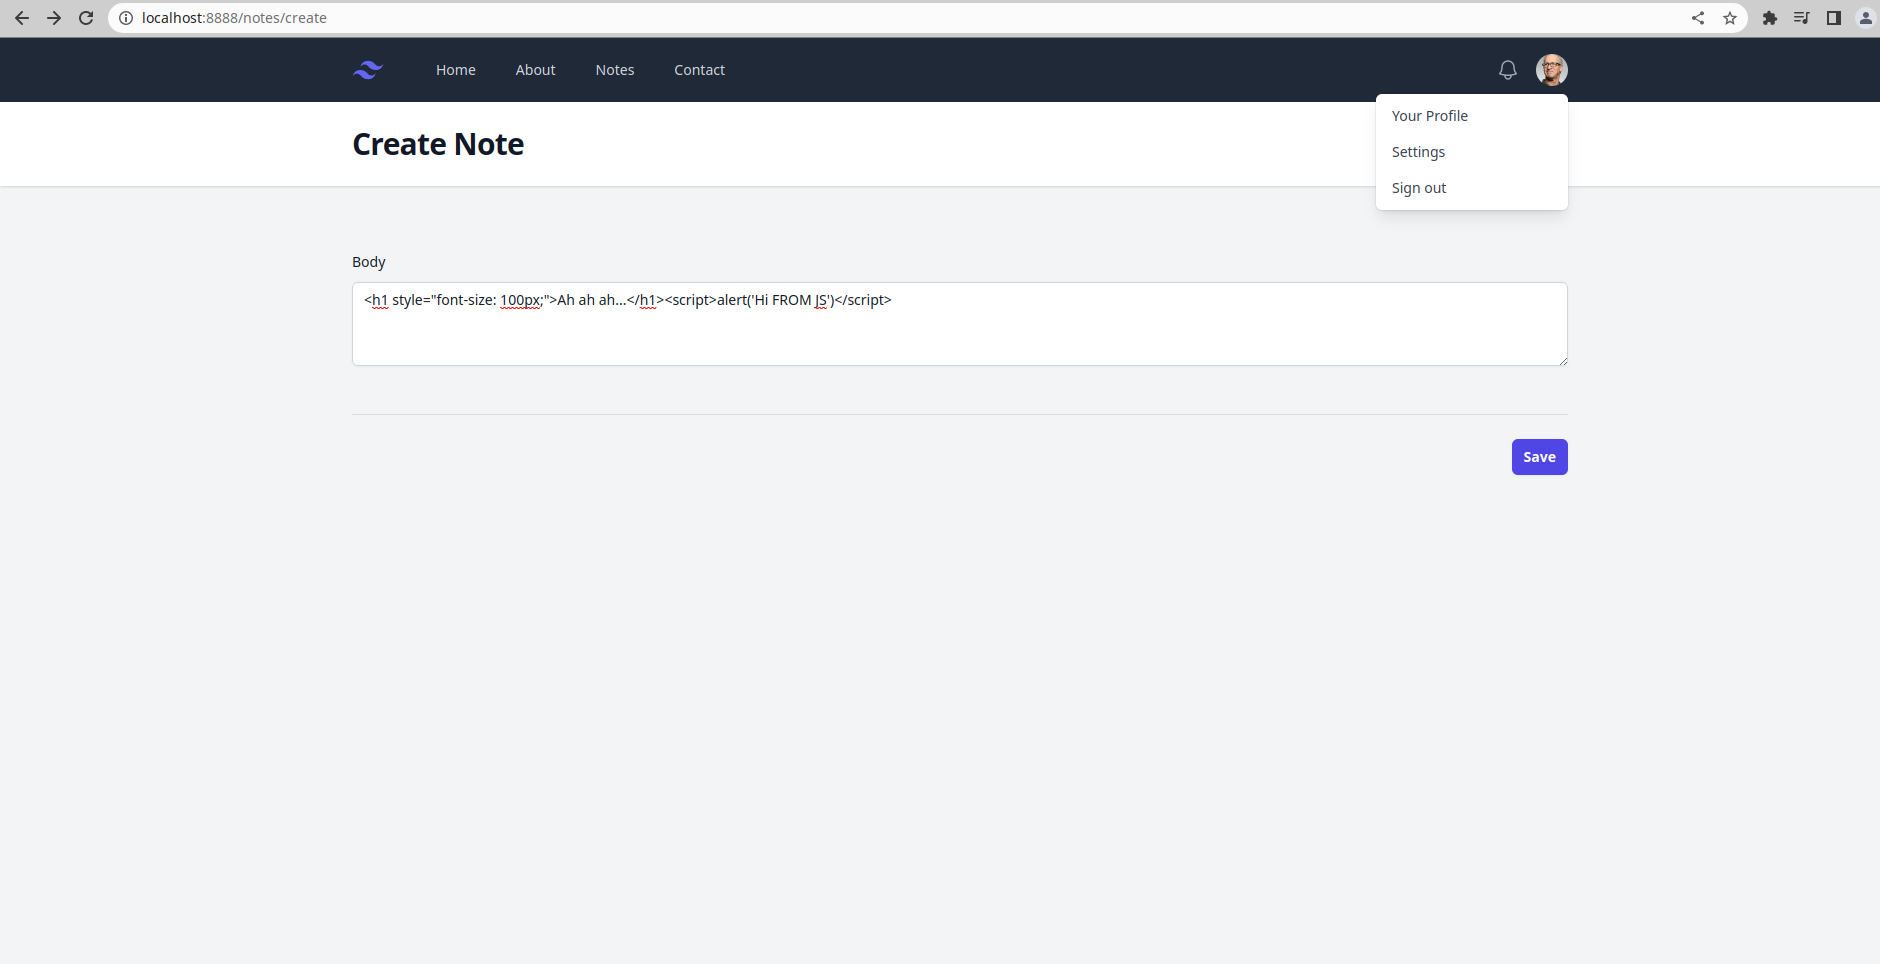 localhost:8888/notes/create
Home About Notes Contact
Your Profile
Create Note
Settings
Sign out
Body
<h1 style="font-size: 100px;">Ah ah ah...</h1><script>alert('Hi FROM JS')</script>
Save